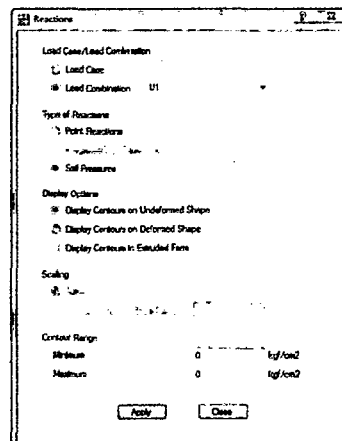 Reactions
Load Case/Load Combination
Load Case
Load Combination U1
Type of Reactions
Point Reactions
Soil Pressures
Display Options
Display Contours on Undeformed Shape
Display Contours on Deformed Shape
Display Contours in Extruded Form
Scaling
Contour Range
Minimum 0 kgf/cm2
Maximum 0 kgf/cm2
Apply Close